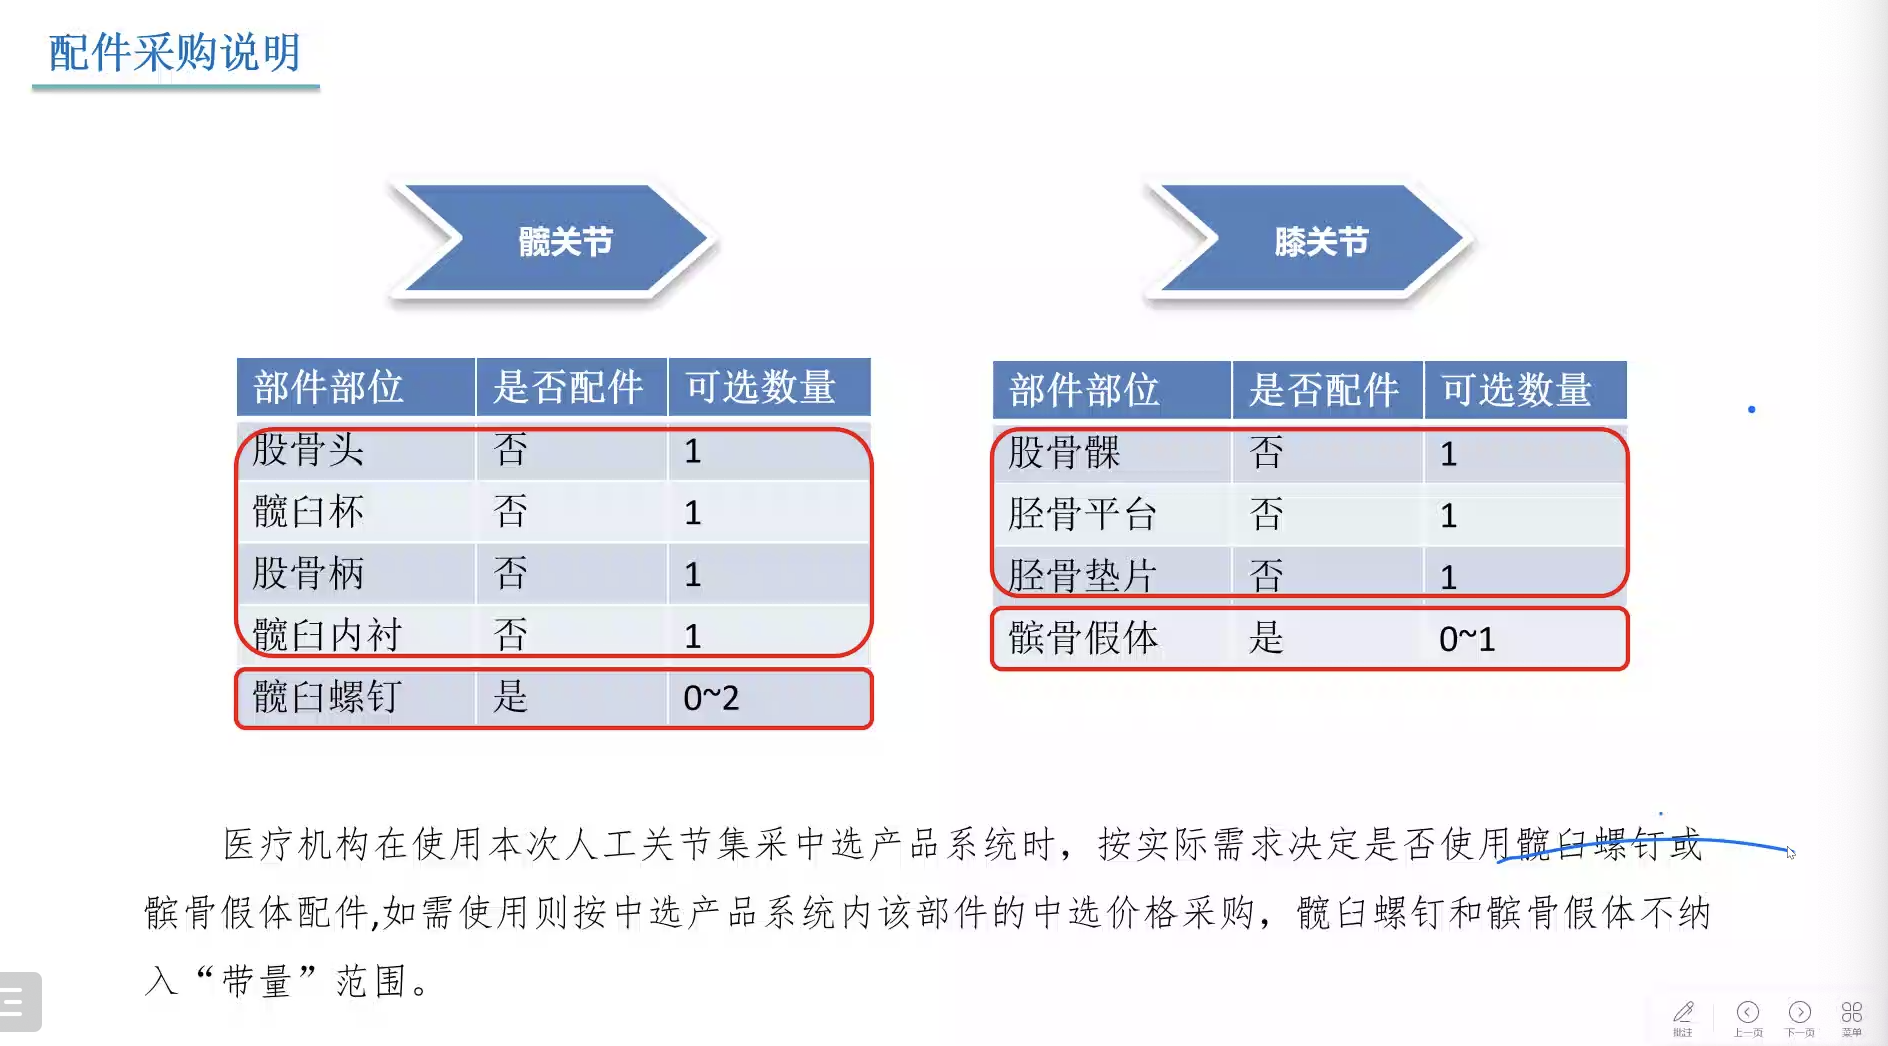 配件采购说明
髋关节
膝关节
部件部位 是否配件 可选数量
股骨头 否 1
髋臼杯 否 1
股骨柄 否 1
髋臼内衬 否 1
髋臼螺钉 是 0~2
部件部位 是否配件 可选数量
股骨髁 否 1
胫骨平台 否 1
胫骨垫片 否 1
髌骨假体 是 0~1
医疗机构在使用本次人工关节集采中选产品系统时，按实际需求决定是否使用髋臼螺钉或
髌骨假体配件,如需使用则按中选产品系统内该部件的中选价格采购，髋臼螺钉和髌骨假体不纳
入“带量”范围。
批注 上一页 下一页 菜单